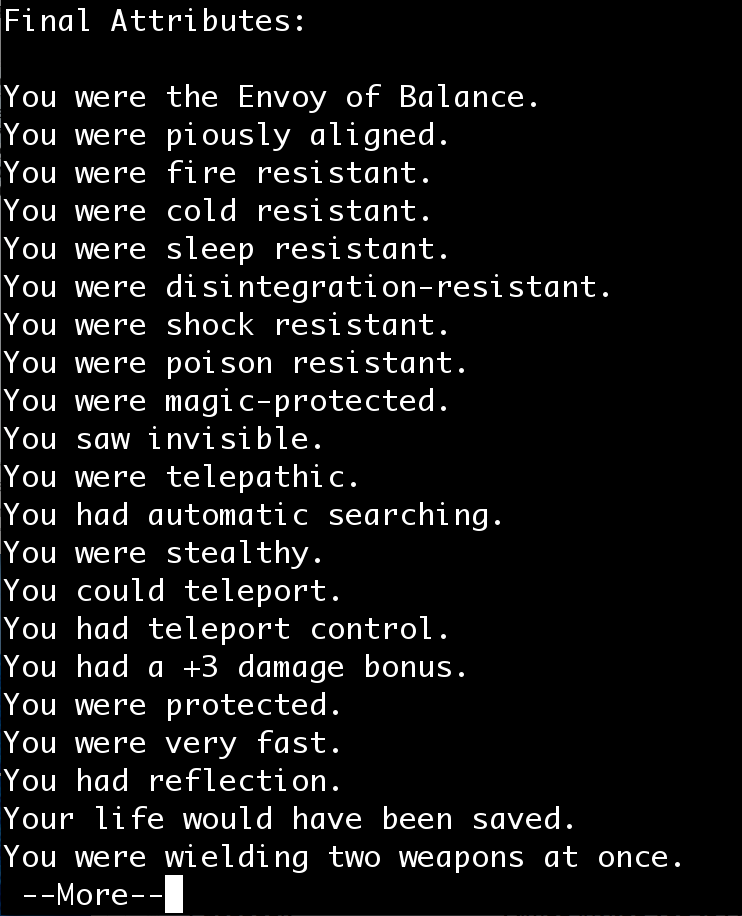 Final Attributes:
You were the Envoy of Balance.
You were piously aligned.
You were fire resistant.
You were cold resistant.
You were sleep resistant.
You were disintegration-resistant.
You were shock resistant.
You were poison resistant.
You were magic-protected.
You saw invisible.
You were telepathic.
You had automatic searching.
You were stealthy.
You could teleport.
You had teleport control.
You had a +3 damage bonus.
You were protected.
You were very fast.
You had reflection.
Your life would have been saved.
You were wielding two weapons at once.
--More--